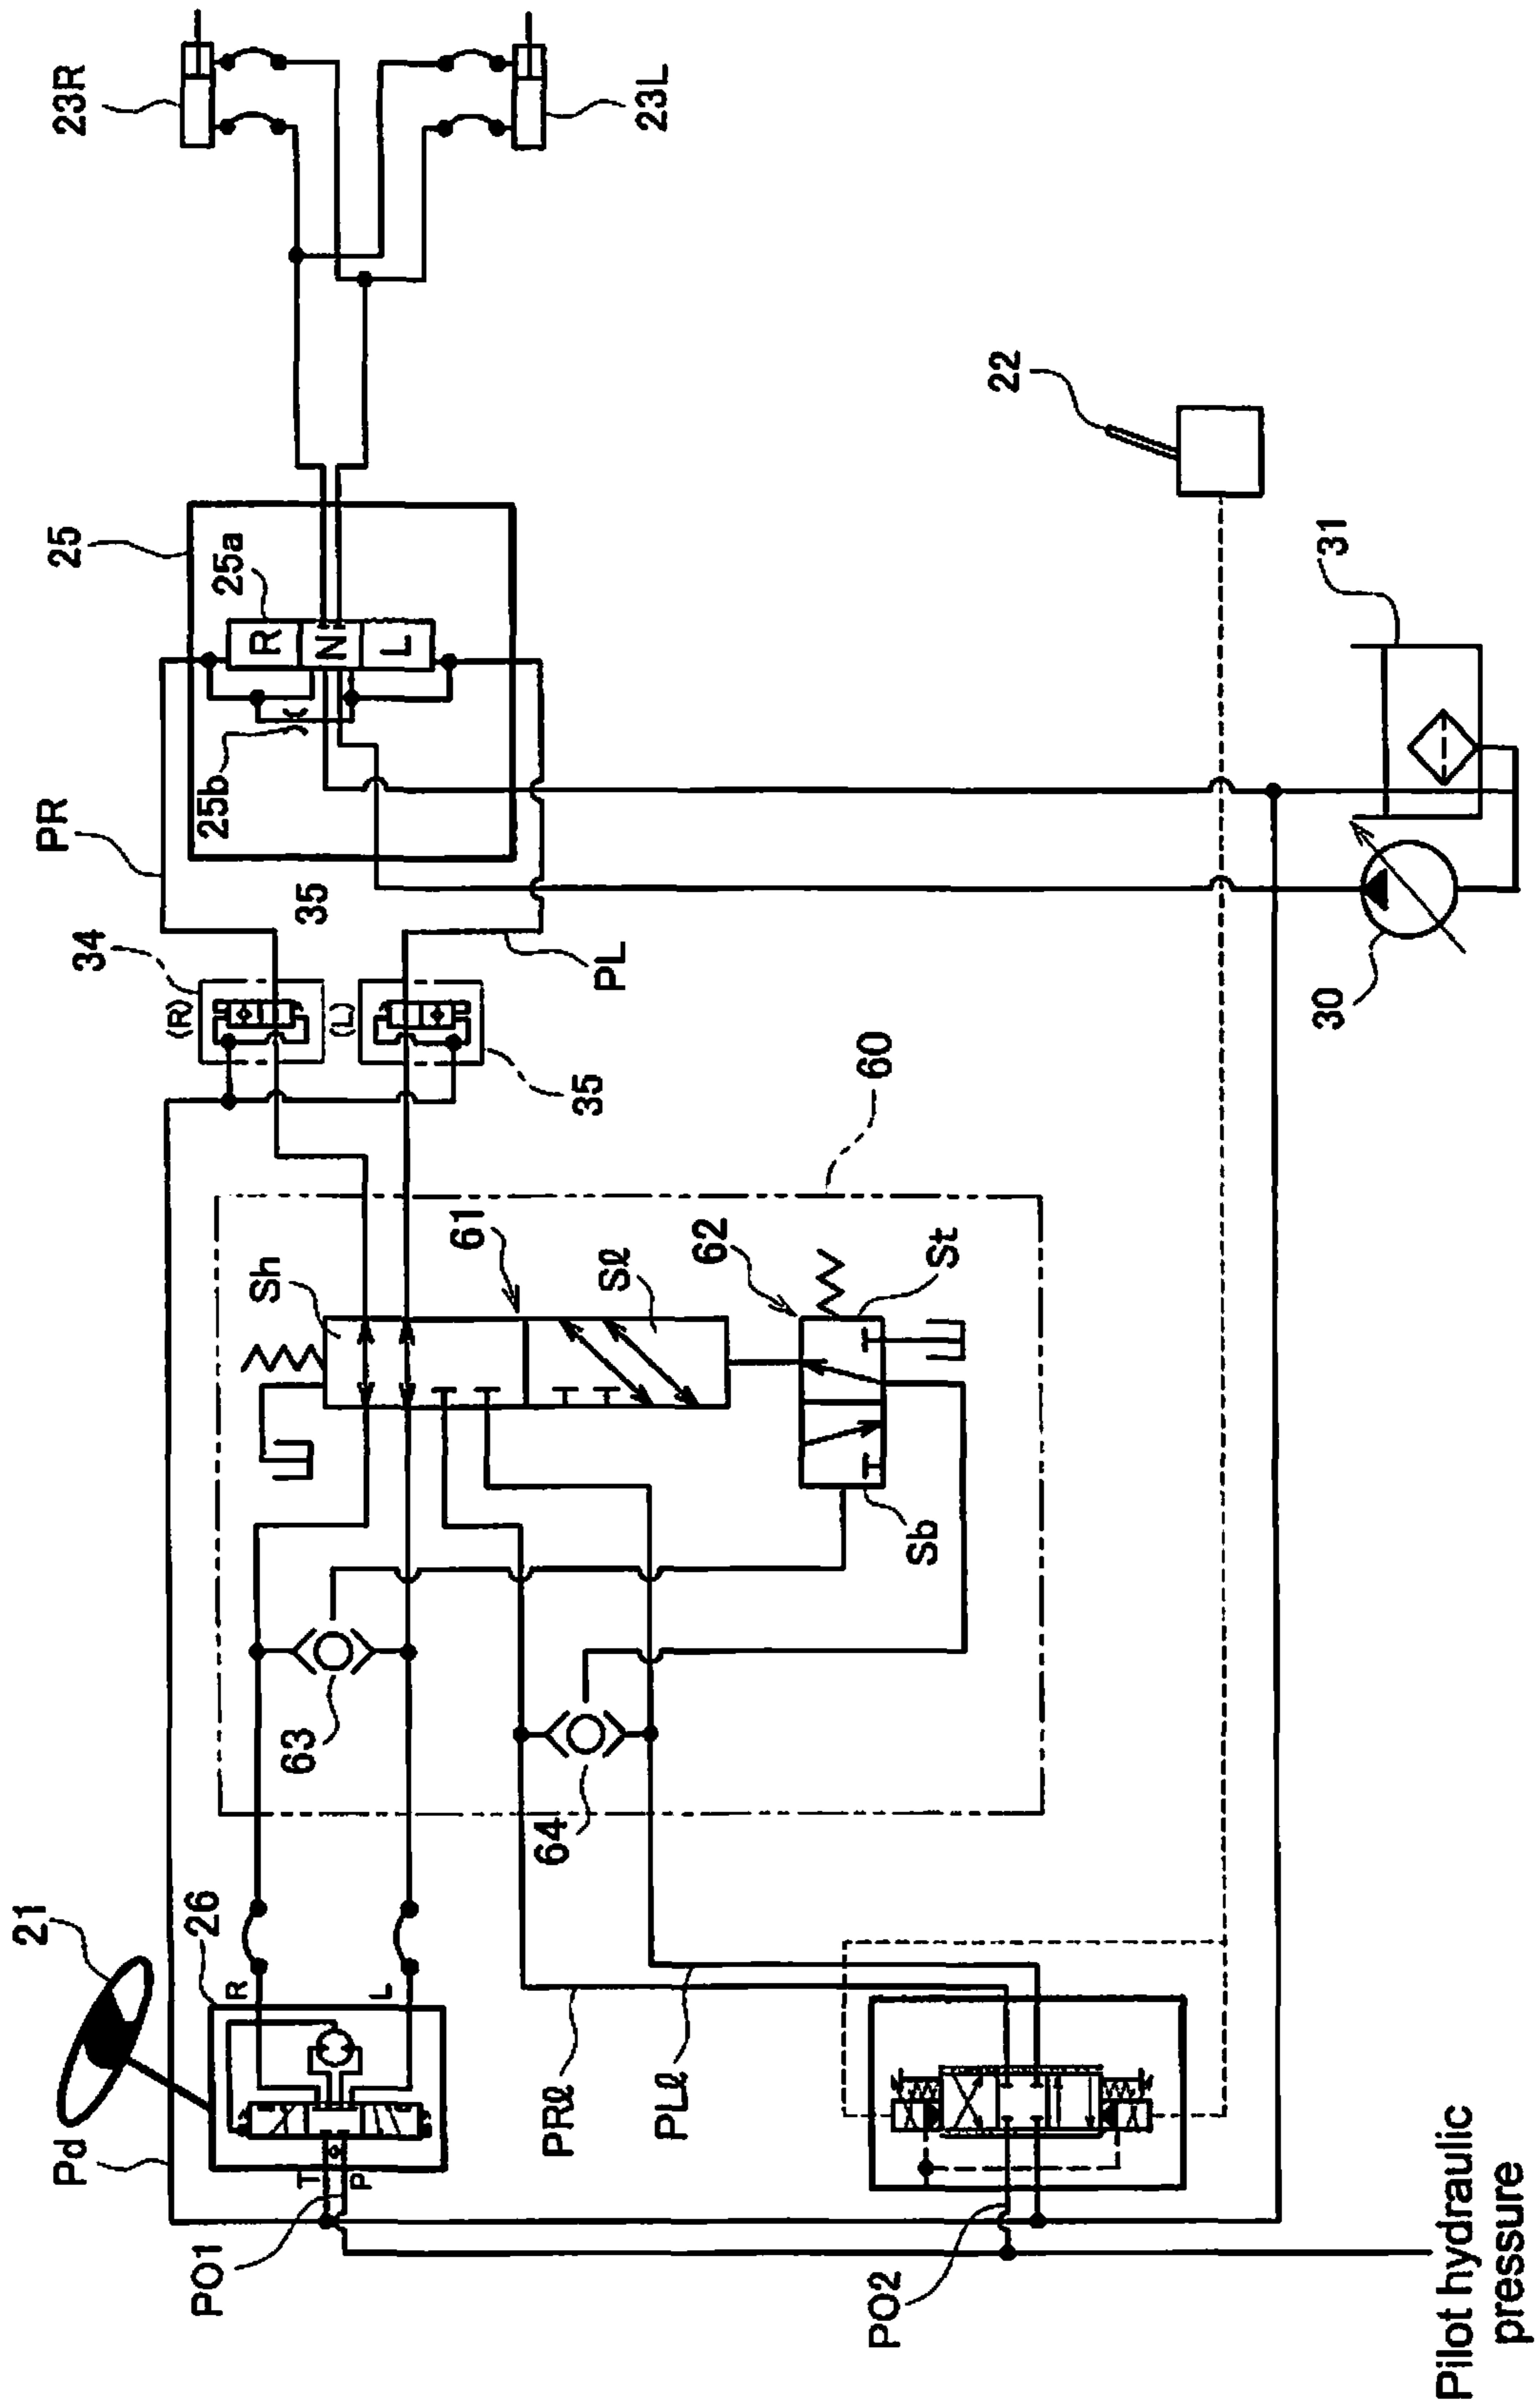 23R
23L
25
25a
R
N
L
25b
PR
35
34
(R)
(L)
PL
35
22
31
30
60
61
Sh
Sℓ
62
St
Sb
63
64
21
26
R
L
Pd
T
P
PO1
PRℓ
PLℓ
PO2
Pilot hydraulic
pressure